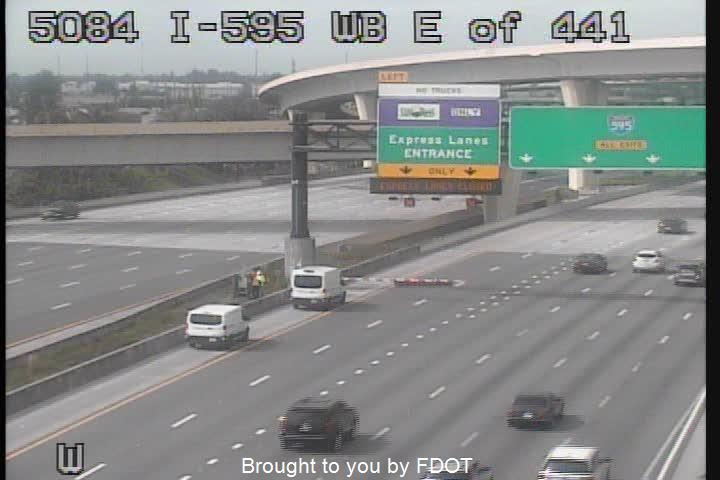 5084 I-595 WB E of 441
LEFT
NO TRUCKS
SUNPASS ONLY
Express Lanes
ENTRANCE
ONLY
EXPRESS LANES CLOSED
595
ALL EXITS
W
Brought to you by FDOT